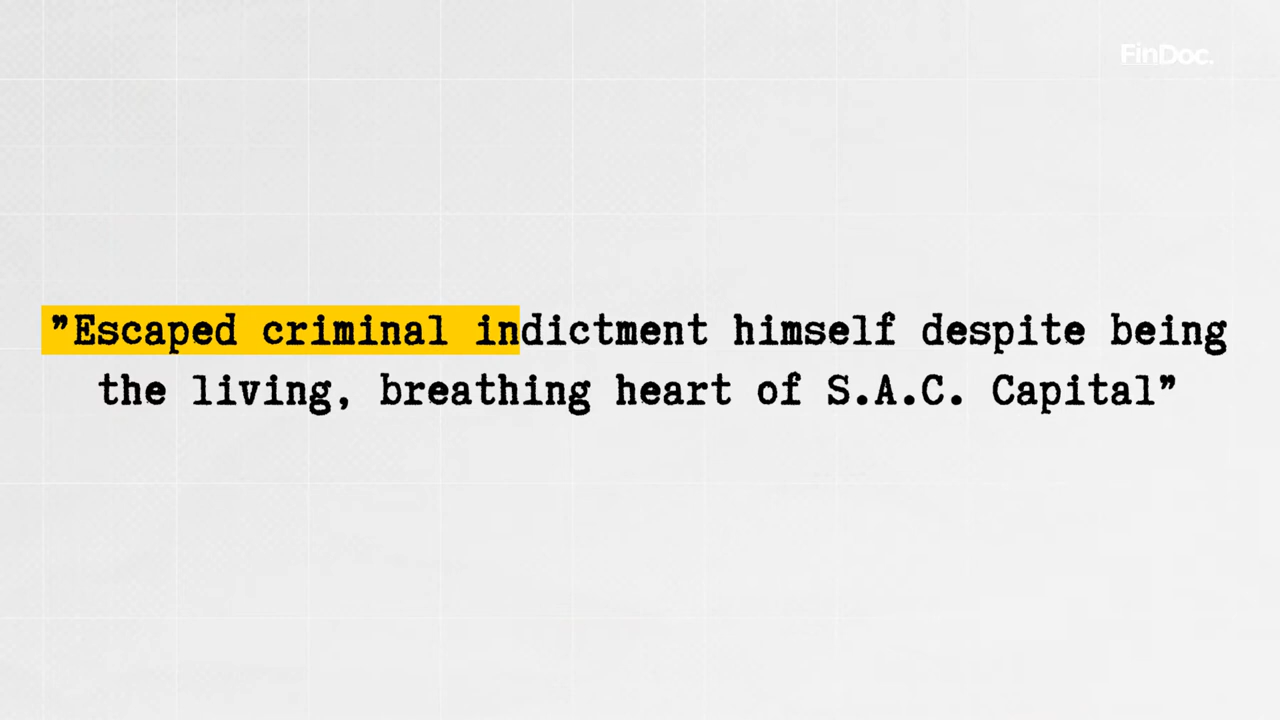 FinDoc.
”Escaped criminal indictment himself despite being
the living, breathing heart of S.A.C. Capital”